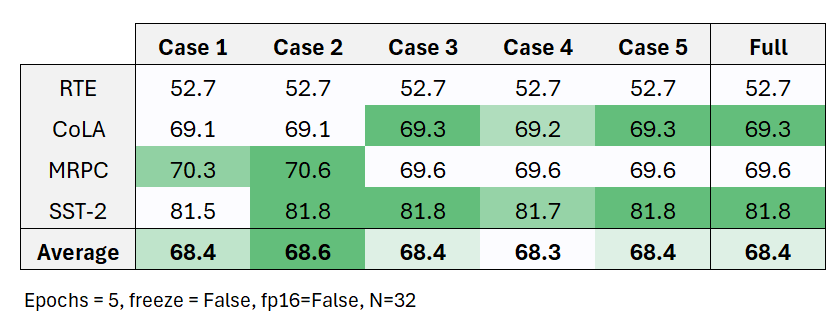 Case 1 Case 2 Case 3 Case 4 Case 5 Full
RTE 52.7 52.7 52.7 52.7 52.7 52.7
CoLA 69.1 69.1 69.3 69.2 69.3 69.3
MRPC 70.3 70.6 69.6 69.6 69.6 69.6
SST-2 81.5 81.8 81.8 81.7 81.8 81.8
Average 68.4 68.6 68.4 68.3 68.4 68.4
Epochs = 5, freeze = False, fp16=False, N=32